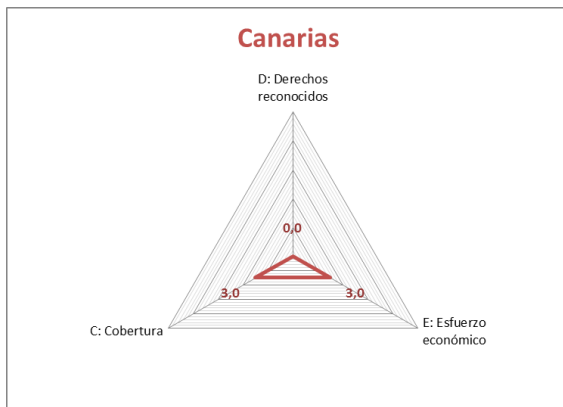 Canarias
D: Derechos
reconocidos
0,0
3,0
3,0
C: Cobertura
E: Esfuerzo
económico